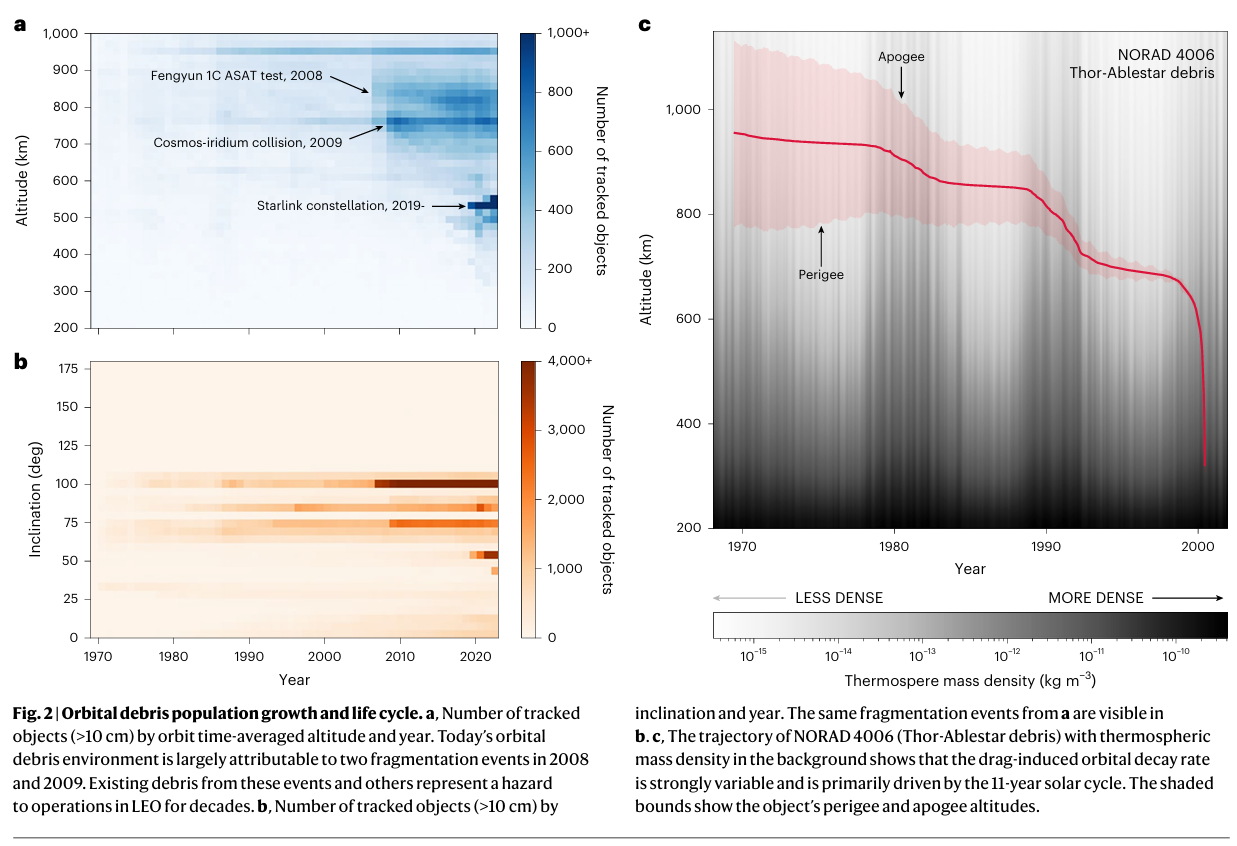 a
1,000
900
800
700
600
500
400
300
200
Altitude (km)
Fengyun 1C ASAT test, 2008
Cosmos-iridium collision, 2009
Starlink constellation, 2019-
1,000+
800
600
400
200
0
Number of tracked objects
b
175
150
125
100
75
50
25
0
Inclination (deg)
1970
1980
1990
2000
2010
2020
Year
4,000+
3,000
2,000
1,000
0
Number of tracked objects
c
NORAD 4006
Thor-Ablestar debris
Apogee
Perigee
1,000
800
600
400
200
Altitude (km)
1970
1980
1990
2000
Year
LESS DENSE
MORE DENSE
10⁻¹⁵
10⁻¹⁴
10⁻¹³
10⁻¹²
10⁻¹¹
10⁻¹⁰
Thermospere mass density (kg m⁻³)
Fig. 2 | Orbital debris population growth and life cycle. a, Number of tracked
objects (>10 cm) by orbit time-averaged altitude and year. Today's orbital
debris environment is largely attributable to two fragmentation events in 2008
and 2009. Existing debris from these events and others represent a hazard
to operations in LEO for decades. b, Number of tracked objects (>10 cm) by
inclination and year. The same fragmentation events from a are visible in
b. c, The trajectory of NORAD 4006 (Thor-Ablestar debris) with thermospheric
mass density in the background shows that the drag-induced orbital decay rate
is strongly variable and is primarily driven by the 11-year solar cycle. The shaded
bounds show the object's perigee and apogee altitudes.